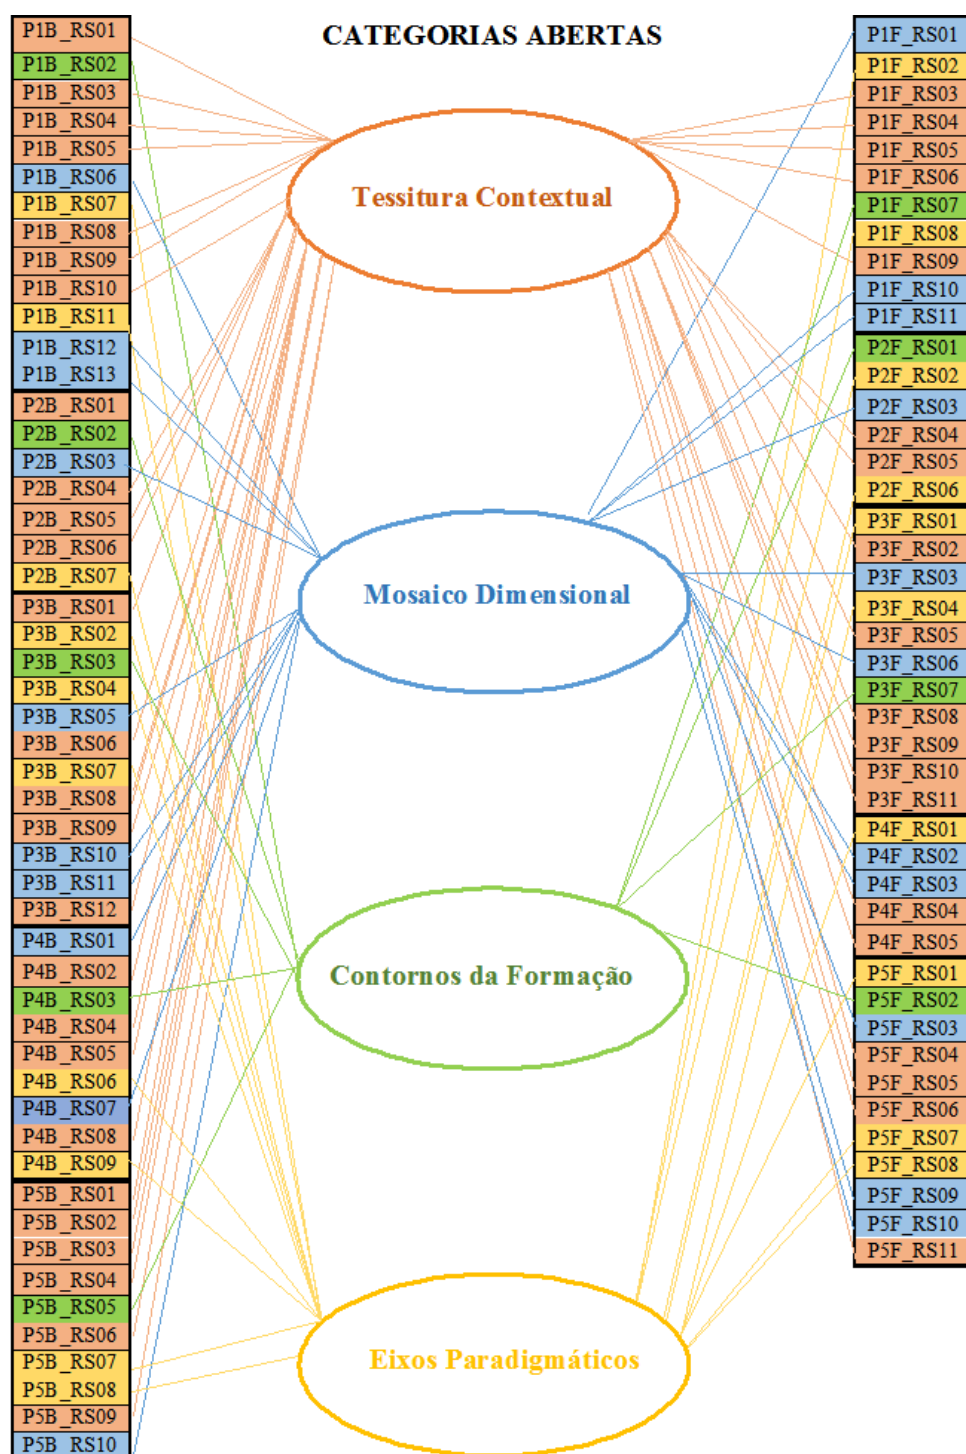 CATEGORIAS ABERTAS
P1B_RS01
P1B_RS02
P1B_RS03
P1B_RS04
P1B_RS05
P1B_RS06
P1B_RS07
P1B_RS08
P1B_RS09
P1B_RS10
P1B_RS11
P1B_RS12
P1B_RS13
P2B_RS01
P2B_RS02
P2B_RS03
P2B_RS04
P2B_RS05
P2B_RS06
P2B_RS07
P3B_RS01
P3B_RS02
P3B_RS03
P3B_RS04
P3B_RS05
P3B_RS06
P3B_RS07
P3B_RS08
P3B_RS09
P3B_RS10
P3B_RS11
P3B_RS12
P4B_RS01
P4B_RS02
P4B_RS03
P4B_RS04
P4B_RS05
P4B_RS06
P4B_RS07
P4B_RS08
P4B_RS09
P5B_RS01
P5B_RS02
P5B_RS03
P5B_RS04
P5B_RS05
P5B_RS06
P5B_RS07
P5B_RS08
P5B_RS09
P5B_RS10
Tessitura Contextual
Mosaico Dimensional
Contornos da Formação
Eixos Paradigmáticos
P1F_RS01
P1F_RS02
P1F_RS03
P1F_RS04
P1F_RS05
P1F_RS06
P1F_RS07
P1F_RS08
P1F_RS09
P1F_RS10
P1F_RS11
P2F_RS01
P2F_RS02
P2F_RS03
P2F_RS04
P2F_RS05
P2F_RS06
P3F_RS01
P3F_RS02
P3F_RS03
P3F_RS04
P3F_RS05
P3F_RS06
P3F_RS07
P3F_RS08
P3F_RS09
P3F_RS10
P3F_RS11
P4F_RS01
P4F_RS02
P4F_RS03
P4F_RS04
P4F_RS05
P5F_RS01
P5F_RS02
P5F_RS03
P5F_RS04
P5F_RS05
P5F_RS06
P5F_RS07
P5F_RS08
P5F_RS09
P5F_RS10
P5F_RS11